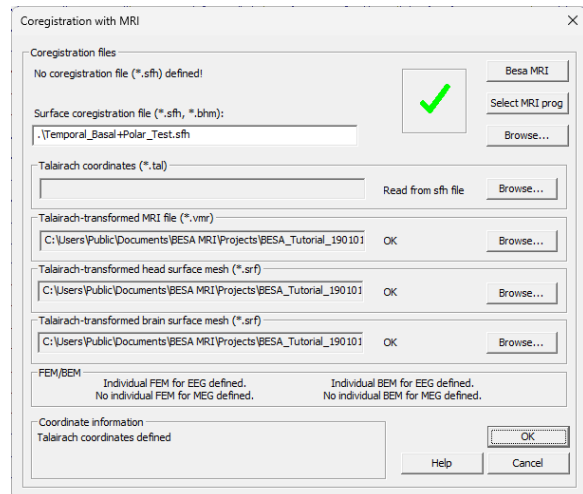 Coregistration with MRI
Coregistration files
No coregistration file (*.sfh) defined!
Besa MRI
Select MRI prog
Surface coregistration file (*.sfh, *.bhm):
.\Temporal_Basal+Polar_Test.sfh
Browse...
Talairach coordinates (*.tal)
Read from sfh file
Browse...
Talairach-transformed MRI file (*.vmr)
C:\Users\Public\Documents\BESA MRI\Projects\BESA_Tutorial_190101
OK
Browse...
Talairach-transformed head surface mesh (*.srf)
C:\Users\Public\Documents\BESA MRI\Projects\BESA_Tutorial_190101
OK
Browse...
Talairach-transformed brain surface mesh (*.srf)
C:\Users\Public\Documents\BESA MRI\Projects\BESA_Tutorial_190101
OK
Browse...
FEM/BEM
Individual FEM for EEG defined.
No individual FEM for MEG defined.
Individual BEM for EEG defined.
No individual BEM for MEG defined.
Coordinate information
Talairach coordinates defined
OK
Help
Cancel